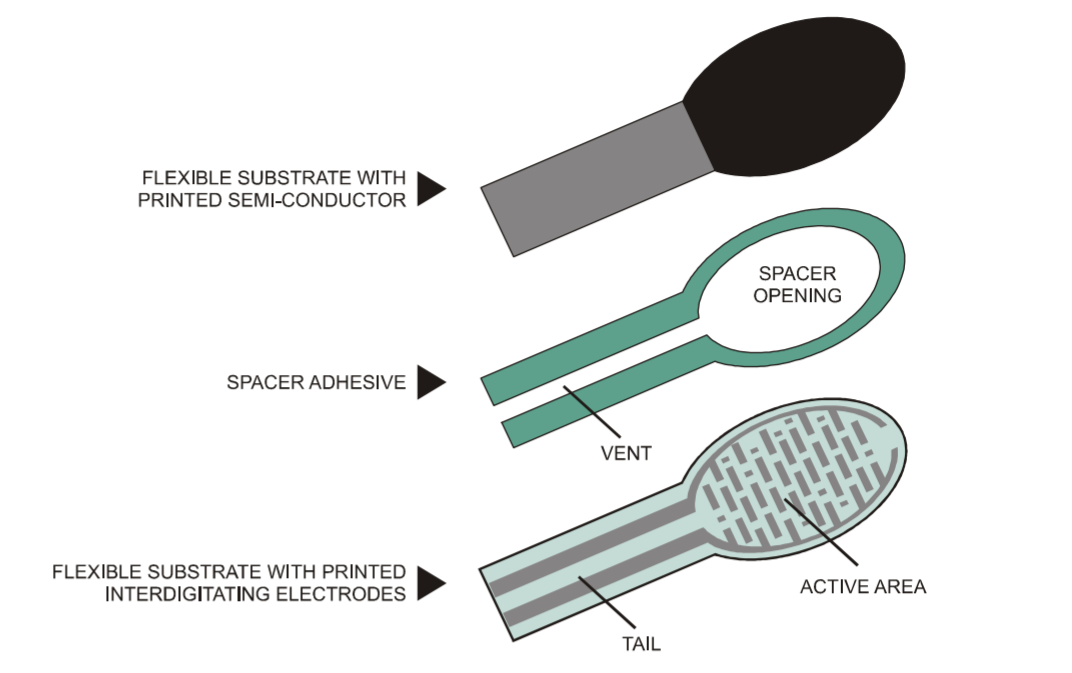 FLEXIBLE SUBSTRATE WITH
PRINTED SEMI-CONDUCTOR
SPACER
OPENING
SPACER ADHESIVE
VENT
FLEXIBLE SUBSTRATE WITH PRINTED
INTERDIGITATING ELECTRODES
ACTIVE AREA
TAIL